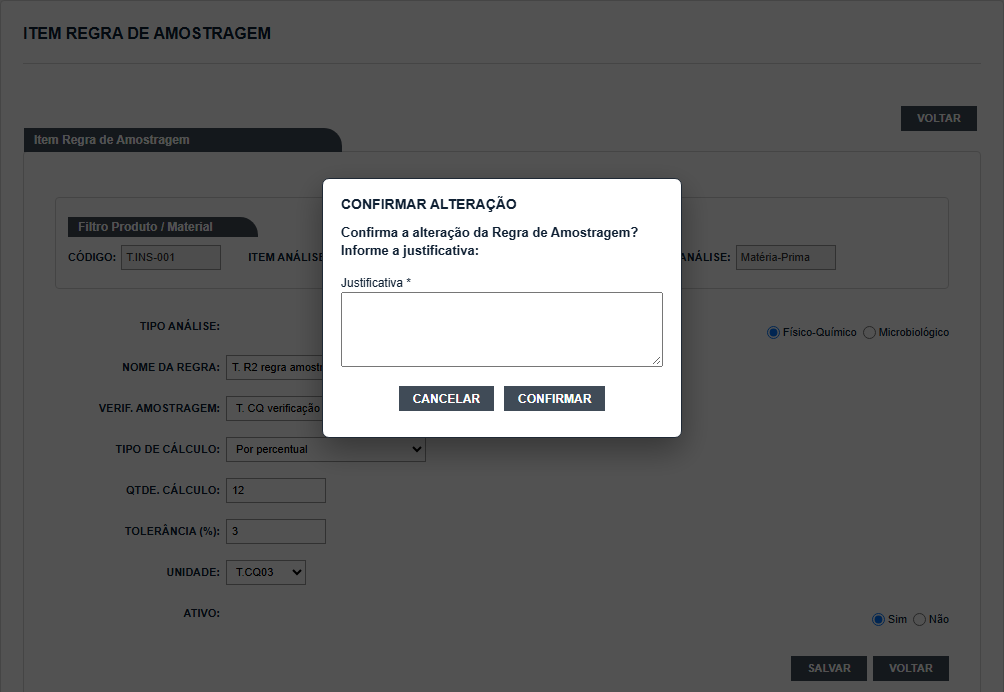 ITEM REGRA DE AMOSTRAGEM
VOLTAR
Item Regra de Amostragem
Filtro Produto / Material
CÓDIGO: T.INS-001 ITEM ANÁLISE ANÁLISE: Matéria-Prima
CONFIRMAR ALTERAÇÃO
Confirma a alteração da Regra de Amostragem?
Informe a justificativa:
Justificativa *
CANCELAR CONFIRMAR
TIPO ANÁLISE: Físico-Químico Microbiológico
NOME DA REGRA: T. R2 regra
VERIF. AMOSTRAGEM: T. CQ verificação
TIPO DE CÁLCULO: Por percentual
QTDE. CÁLCULO: 12
TOLERÂNCIA (%): 3
UNIDADE: T.CQ03
ATIVO: Sim Não
SALVAR VOLTAR